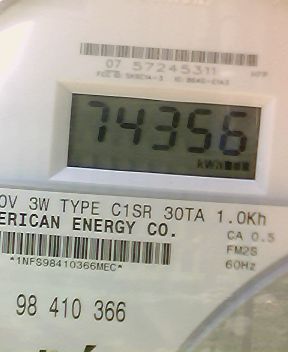 07 57245311
74356
kWh
0V 3W TYPE C1SR 30TA 1.0Kh
ERICAN ENERGY CO.
CA 0.5
FM2S
*1NFS98410366MEC*
60Hz
98 410 366